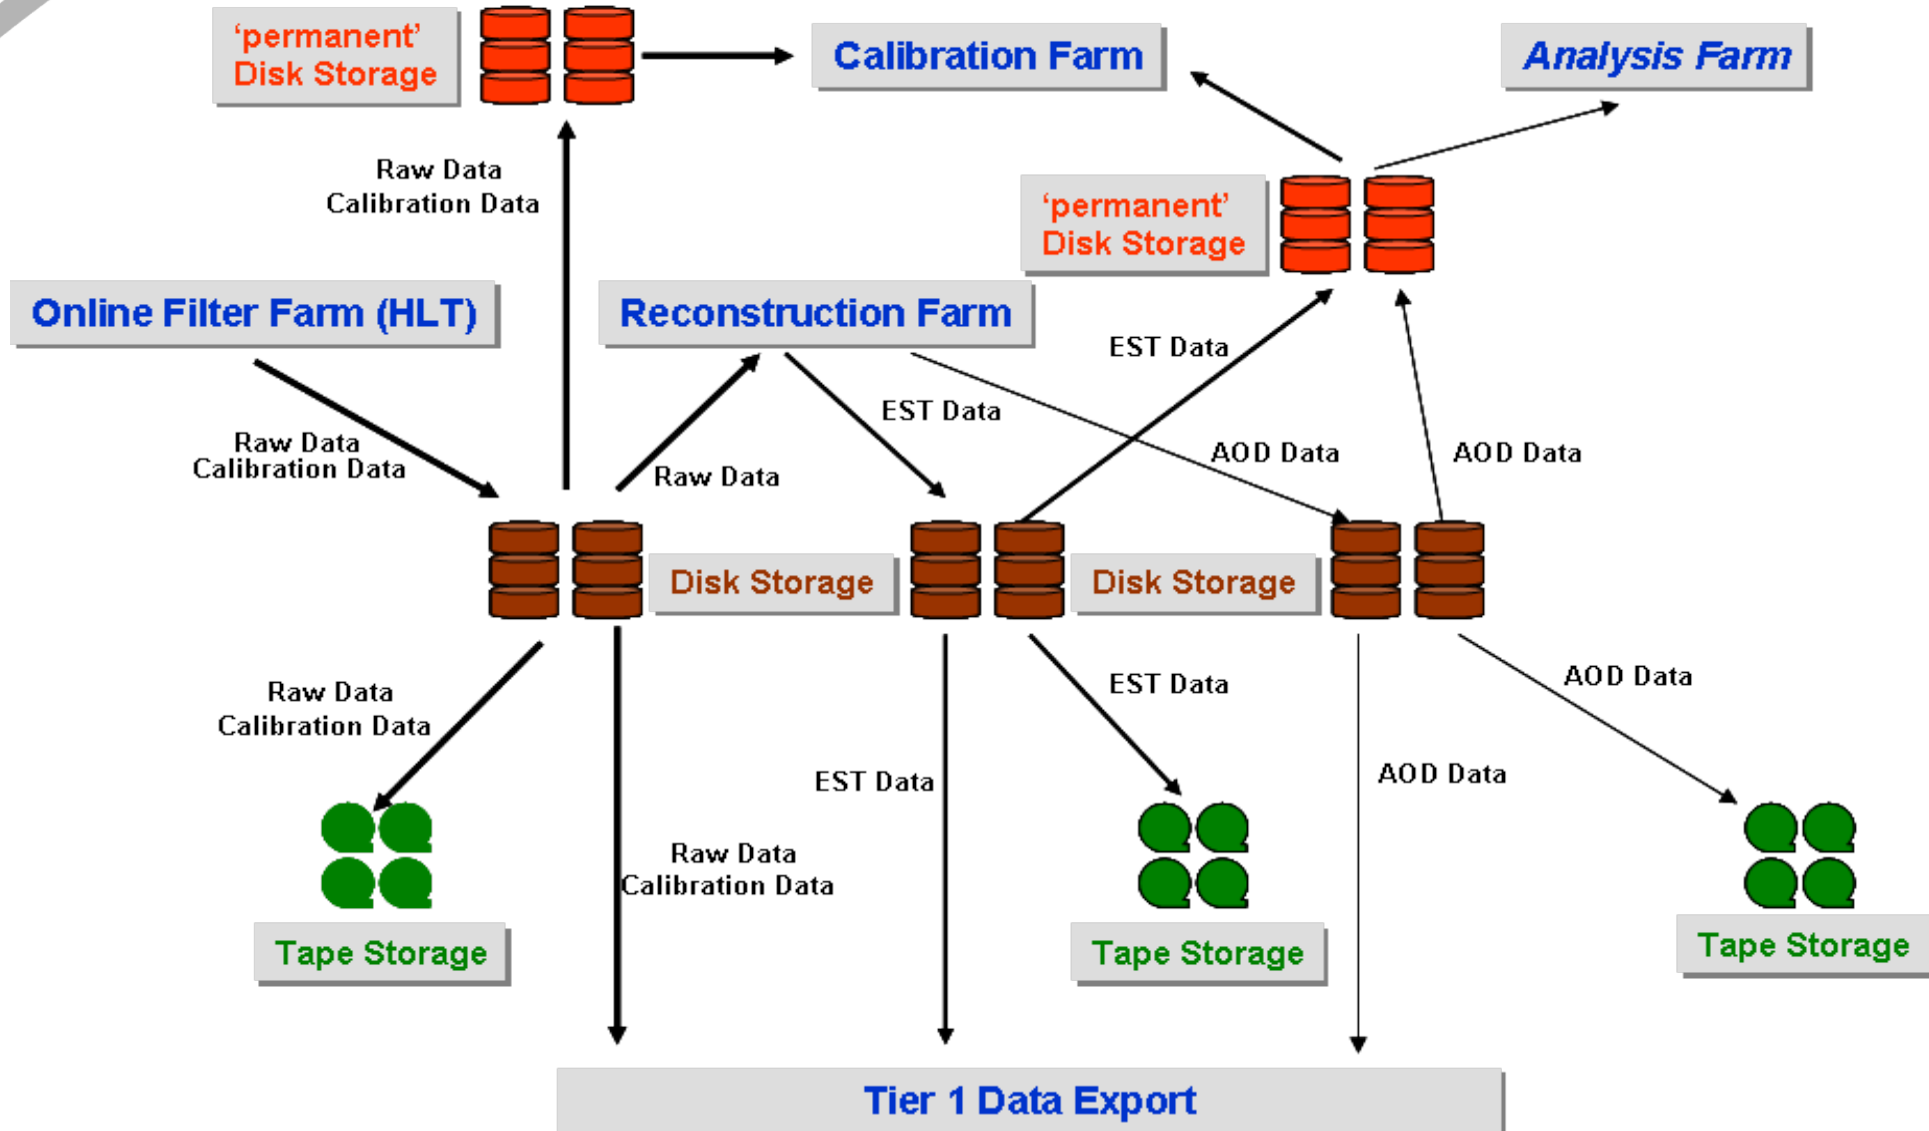 ‘permanent’
Disk Storage
Calibration Farm
Analysis Farm
Raw Data
Calibration Data
‘permanent’
Disk Storage
Online Filter Farm (HLT)
Reconstruction Farm
EST Data
EST Data
Raw Data
Calibration Data
Raw Data
AOD Data
AOD Data
Disk Storage
Disk Storage
Raw Data
Calibration Data
EST Data
AOD Data
EST Data
AOD Data
Raw Data
Calibration Data
Tape Storage
Tape Storage
Tape Storage
Tier 1 Data Export